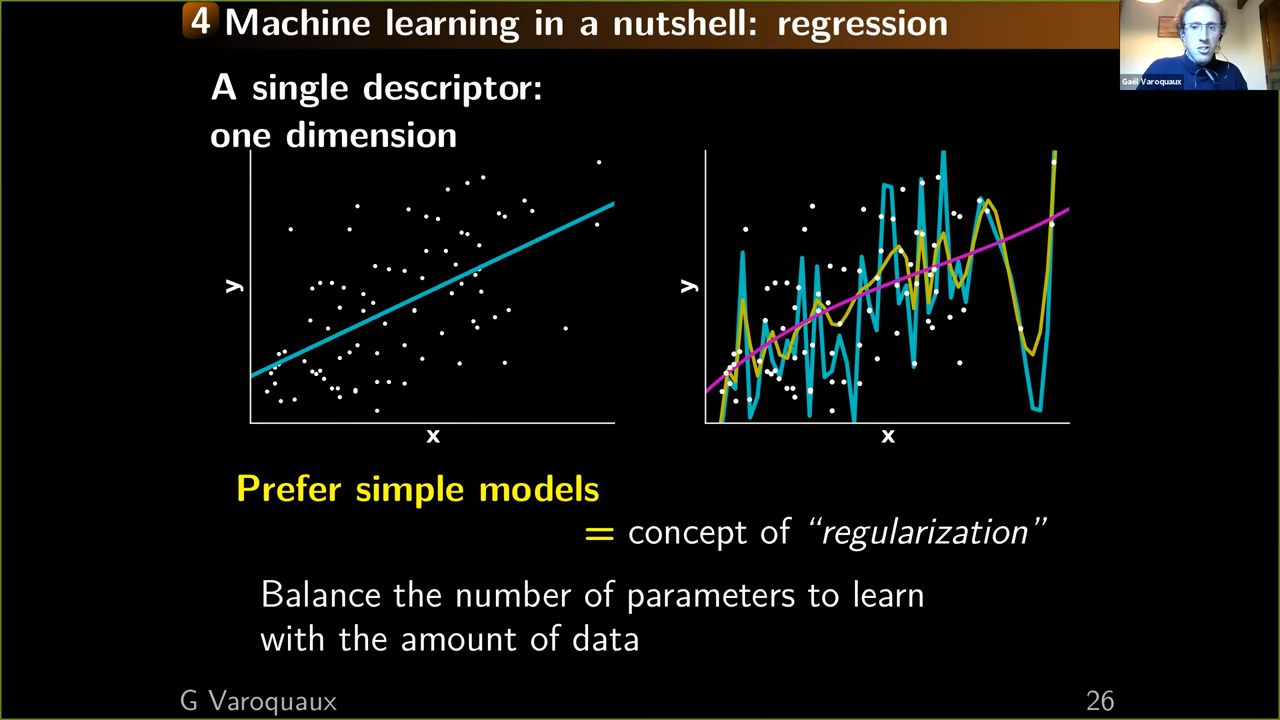 4 Machine learning in a nutshell: regression
Gaël Varoquaux
A single descriptor:
one dimension
y
x
y
x
Prefer simple models
= concept of “regularization”
Balance the number of parameters to learn
with the amount of data
G Varoquaux
26